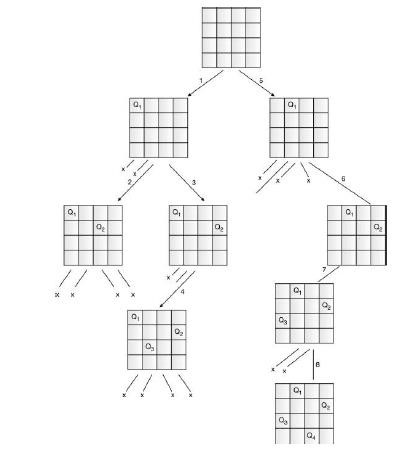 1 5
Q1 Q1
x x x x x x
2 3 6
Q1 Q1 Q1
Q2 Q2 Q2
x x x x x x
4 7
Q1 Q1
Q2 Q2
Q3 Q3
x x x x x x
8
Q1
Q2
Q3
Q4